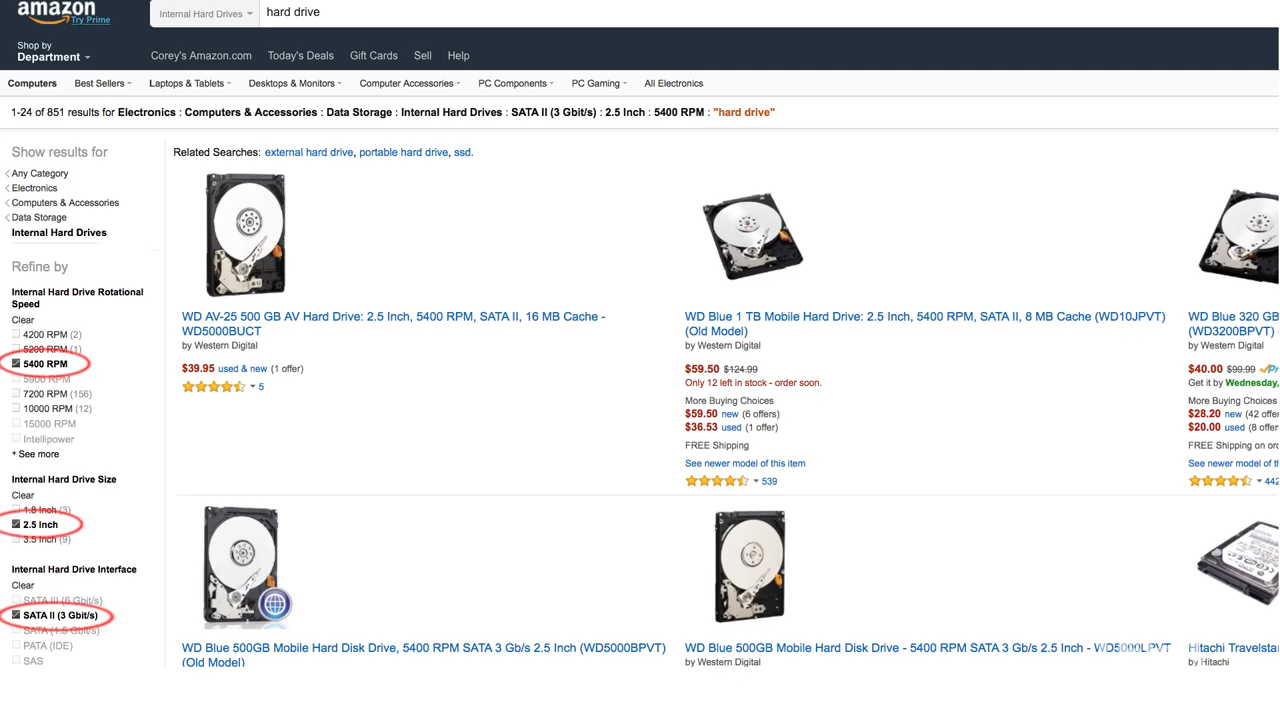 amazon
Try Prime
Internal Hard Drives
hard drive
Shop by
Department
Corey's Amazon.com
Today's Deals
Gift Cards
Sell
Help
Computers
Best Sellers
Laptops & Tablets
Desktops & Monitors
Computer Accessories
PC Components
PC Gaming
All Electronics
1-24 of 851 results for Electronics : Computers & Accessories : Data Storage : Internal Hard Drives : SATA II (3 Gbit/s) : 2.5 Inch : 5400 RPM : "hard drive"
Show results for
Any Category
Electronics
Computers & Accessories
Data Storage
Internal Hard Drives
Refine by
Internal Hard Drive Rotational
Speed
Clear
4200 RPM (2)
5200 RPM (1)
5400 RPM
5900 RPM
7200 RPM (156)
10000 RPM (12)
15000 RPM
Intellipower
+ See more
Internal Hard Drive Size
Clear
1.8 Inch (3)
2.5 Inch
3.5 Inch (9)
Internal Hard Drive Interface
Clear
SATA III (6 Gbit/s)
SATA II (3 Gbit/s)
SATA (1.5 Gbit/s)
PATA (IDE)
SAS
Related Searches: external hard drive, portable hard drive, ssd.
WD AV-25 500 GB AV Hard Drive: 2.5 Inch, 5400 RPM, SATA II, 16 MB Cache -
WD5000BUCT
by Western Digital
$39.95 used & new (1 offer)
5
WD Blue 1 TB Mobile Hard Drive: 2.5 Inch, 5400 RPM, SATA II, 8 MB Cache (WD10JPVT)
(Old Model)
by Western Digital
$59.50 $124.99
Only 12 left in stock - order soon.
More Buying Choices
$59.50 new (6 offers)
$36.53 used (1 offer)
FREE Shipping
See newer model of this item
539
WD Blue 320 GB
(WD3200BPVT)
by Western Digital
$40.00 $99.99
Get it by Wednesday,
More Buying Choices
$28.20 new (42 offer
$20.00 used (8 offer
FREE Shipping on
See newer model of
442
WD Blue 500GB Mobile Hard Disk Drive, 5400 RPM SATA 3 Gb/s 2.5 Inch (WD5000BPVT)
(Old Model)
WD Blue 500GB Mobile Hard Disk Drive - 5400 RPM SATA 3 Gb/s 2.5 Inch - WD5000LPVT
by Western Digital
Hitachi Travelsta
by Hitachi